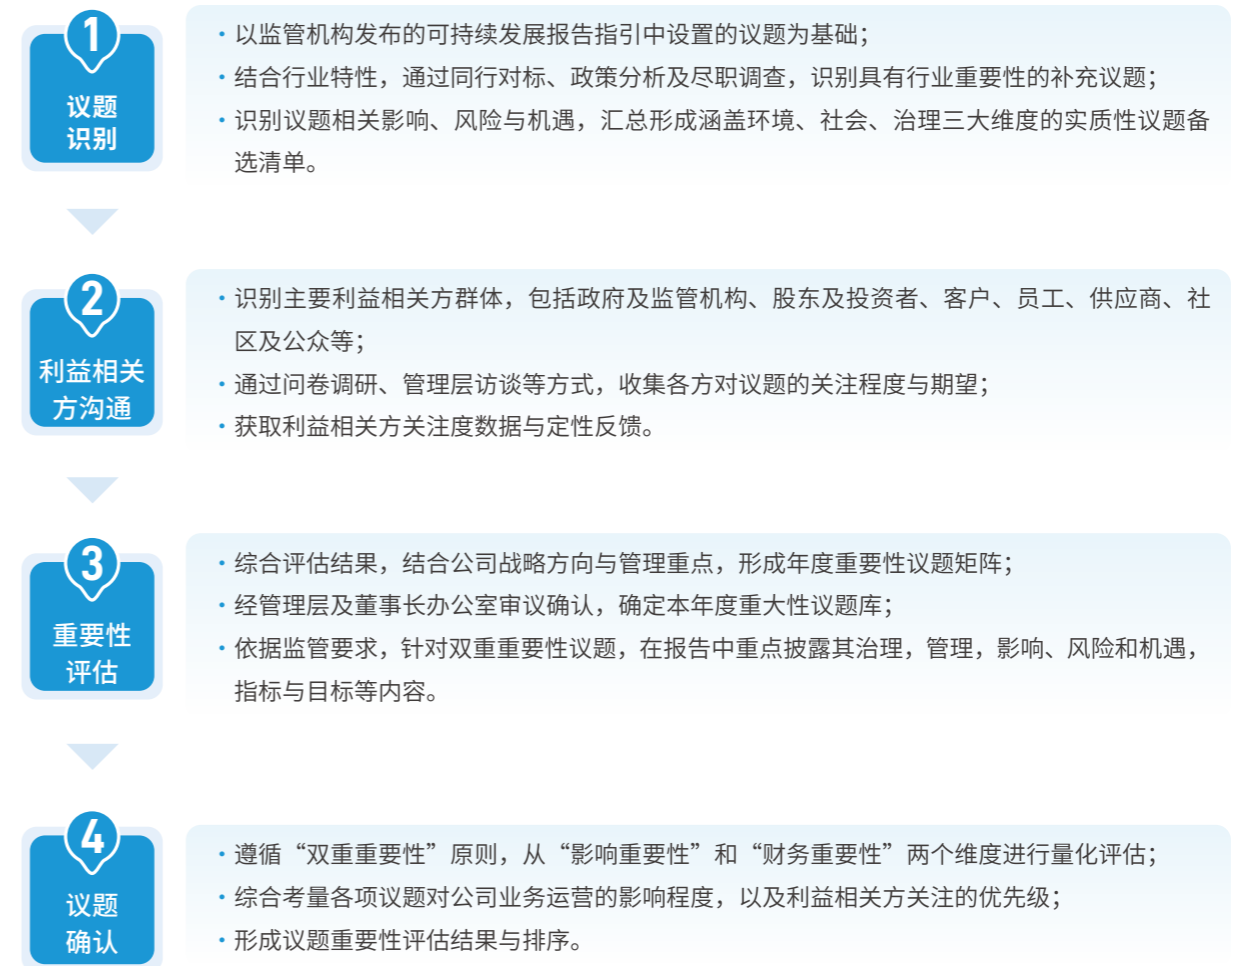 1
议题
识别
·以监管机构发布的可持续发展报告指引中设置的议题为基础；
·结合行业特性，通过同行对标、政策分析及尽职调查，识别具有行业重要性的补充议题；
·识别议题相关影响、风险与机遇，汇总形成涵盖环境、社会、治理三大维度的实质性议题备
选清单。
2
利益相关
方沟通
·识别主要利益相关方群体，包括政府及监管机构、股东及投资者、客户、员工、供应商、社
区及公众等；
·通过问卷调研、管理层访谈等方式，收集各方对议题的关注程度与期望；
·获取利益相关方关注度数据与定性反馈。
3
重要性
评估
·综合评估结果，结合公司战略方向与管理重点，形成年度重要性议题矩阵；
·经管理层及董事长办公室审议确认，确定本年度重大性议题库；
·依据监管要求，针对双重重要性议题，在报告中重点披露其治理，管理，影响、风险和机遇，
指标与目标等内容。
4
议题
确认
·遵循“双重重要性”原则，从“影响重要性”和“财务重要性”两个维度进行量化评估；
·综合考量各项议题对公司业务运营的影响程度，以及利益相关方关注的优先级；
·形成议题重要性评估结果与排序。